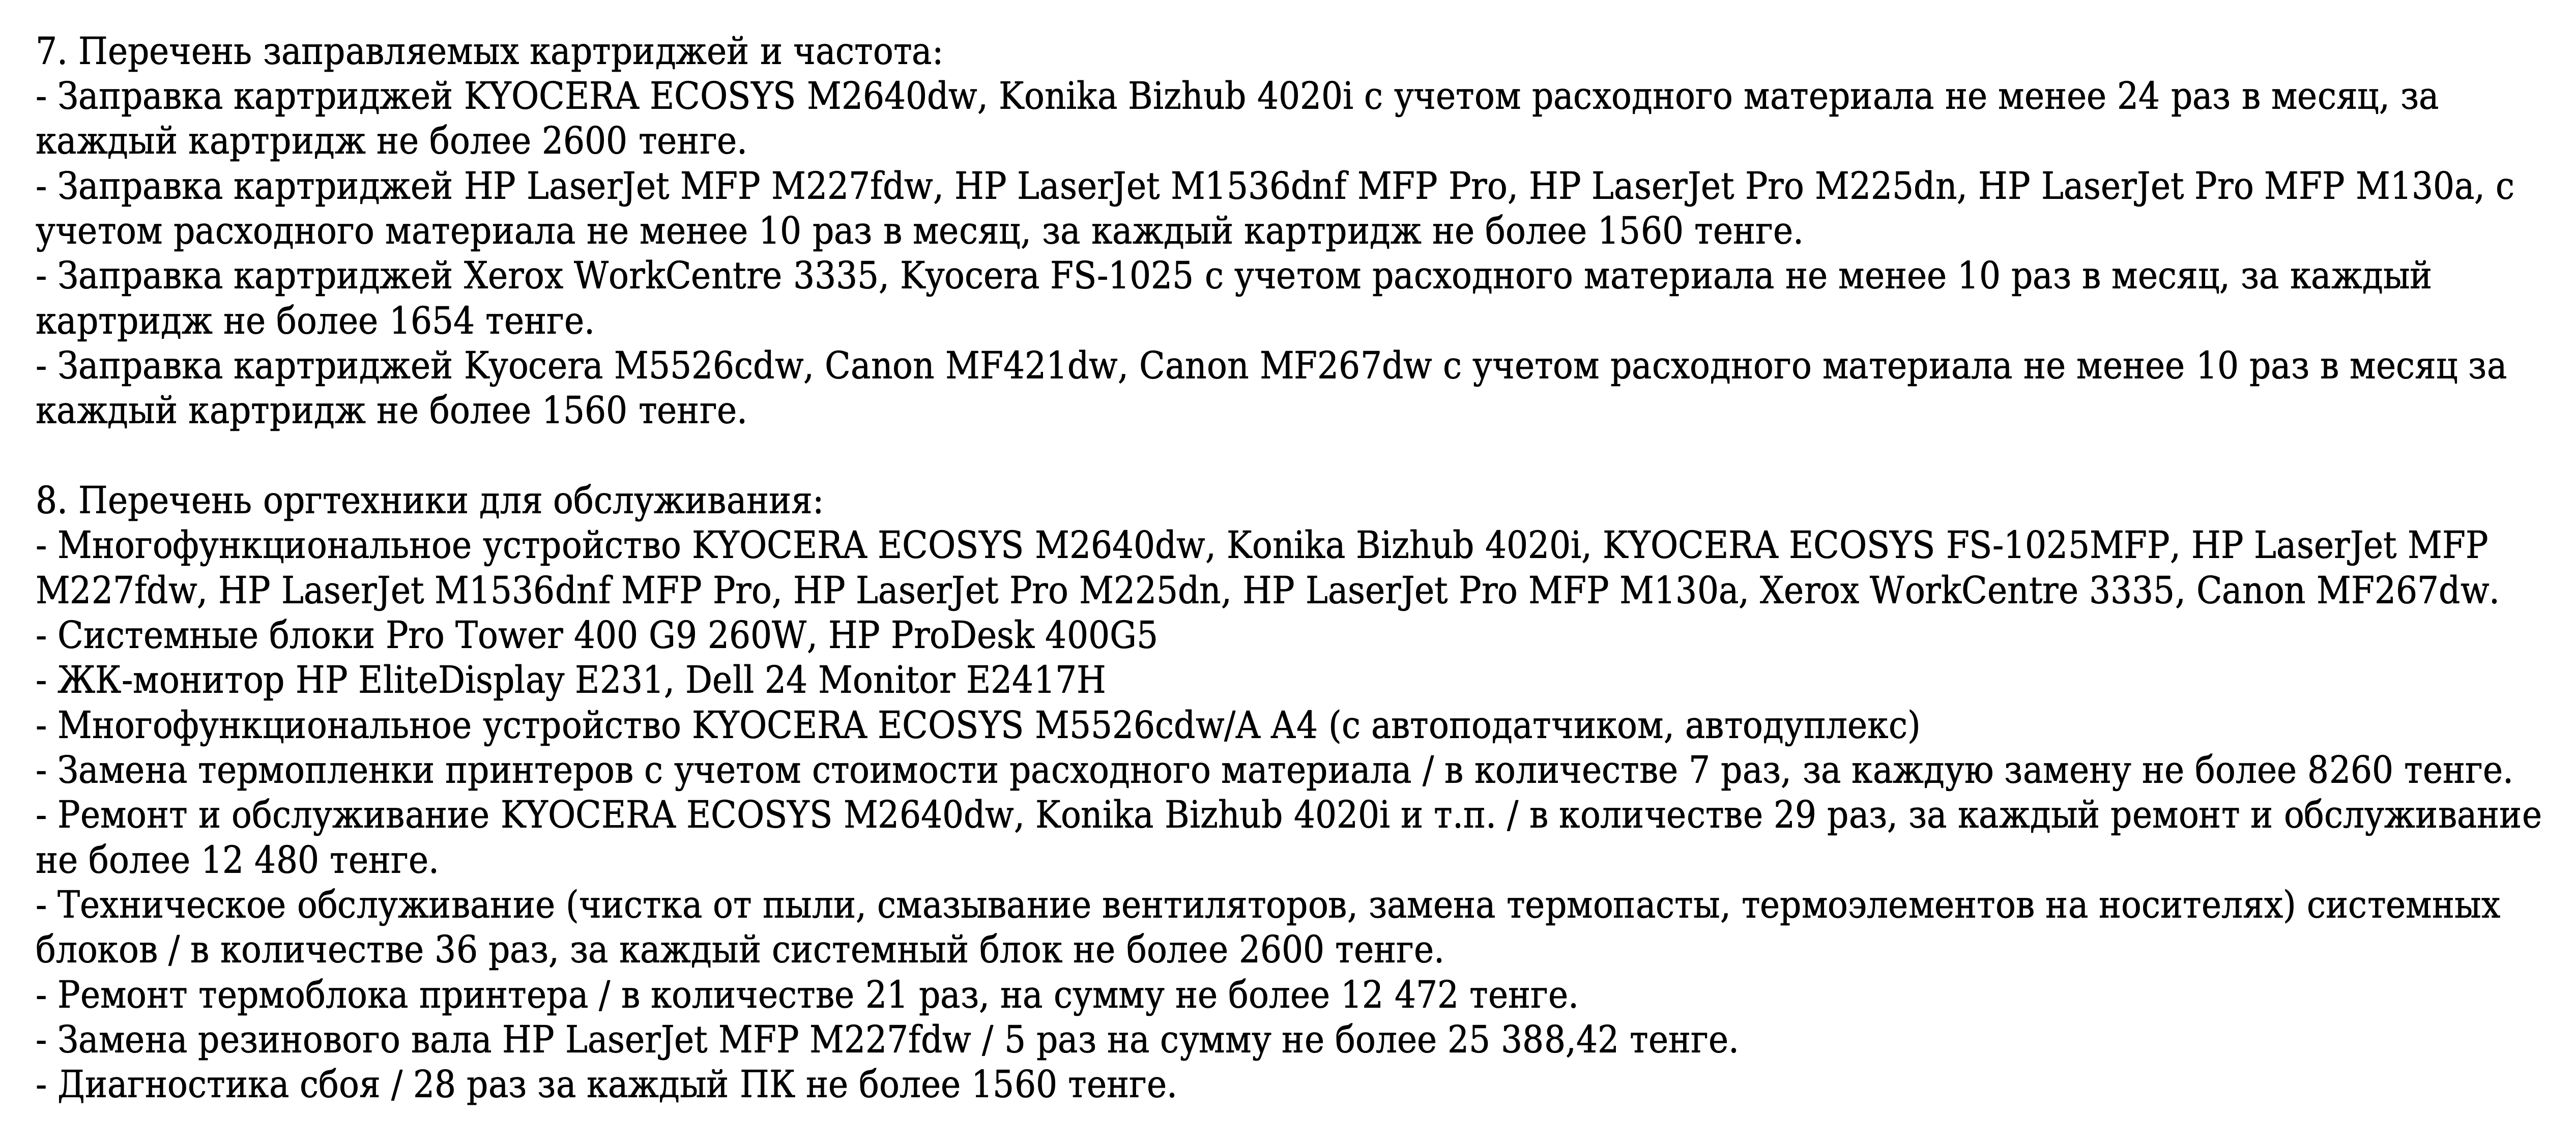 7. Перечень заправляемых картриджей и частота:
- Заправка картриджей KYOCERA ECOSYS M2640dw, Konika Bizhub 4020i с учетом расходного материала не менее 24 раз в месяц, за
каждый картридж не более 2600 тенге.
- Заправка картриджей HP LaserJet MFP M227fdw, HP LaserJet M1536dnf MFP Pro, HP LaserJet Pro M225dn, HP LaserJet Pro MFP M130a, с
учетом расходного материала не менее 10 раз в месяц, за каждый картридж не более 1560 тенге.
- Заправка картриджей Xerox WorkCentre 3335, Kyocera FS-1025 с учетом расходного материала не менее 10 раз в месяц, за каждый
картридж не более 1654 тенге.
- Заправка картриджей Kyocera M5526cdw, Canon MF421dw, Canon MF267dw с учетом расходного материала не менее 10 раз в месяц за
каждый картридж не более 1560 тенге.

8. Перечень оргтехники для обслуживания:
- Многофункциональное устройство KYOCERA ECOSYS M2640dw, Konika Bizhub 4020i, KYOCERA ECOSYS FS-1025MFP, HP LaserJet MFP
M227fdw, HP LaserJet M1536dnf MFP Pro, HP LaserJet Pro M225dn, HP LaserJet Pro MFP M130a, Xerox WorkCentre 3335, Canon MF267dw.
- Системные блоки Pro Tower 400 G9 260W, HP ProDesk 400G5
- ЖК-монитор HP EliteDisplay E231, Dell 24 Monitor E2417H
- Многофункциональное устройство KYOCERA ECOSYS M5526cdw/A A4 (с автоподатчиком, автодуплекс)
- Замена термопленки принтеров с учетом стоимости расходного материала / в количестве 7 раз, за каждую замену не более 8260 тенге.
- Ремонт и обслуживание KYOCERA ECOSYS M2640dw, Konika Bizhub 4020i и т.п. / в количестве 29 раз, за каждый ремонт и обслуживание
не более 12 480 тенге.
- Техническое обслуживание (чистка от пыли, смазывание вентиляторов, замена термопасты, термоэлементов на носителях) системных
блоков / в количестве 36 раз, за каждый системный блок не более 2600 тенге.
- Ремонт термоблока принтера / в количестве 21 раз, на сумму не более 12 472 тенге.
- Замена резинового вала HP LaserJet MFP M227fdw / 5 раз на сумму не более 25 388,42 тенге.
- Диагностика сбоя / 28 раз за каждый ПК не более 1560 тенге.